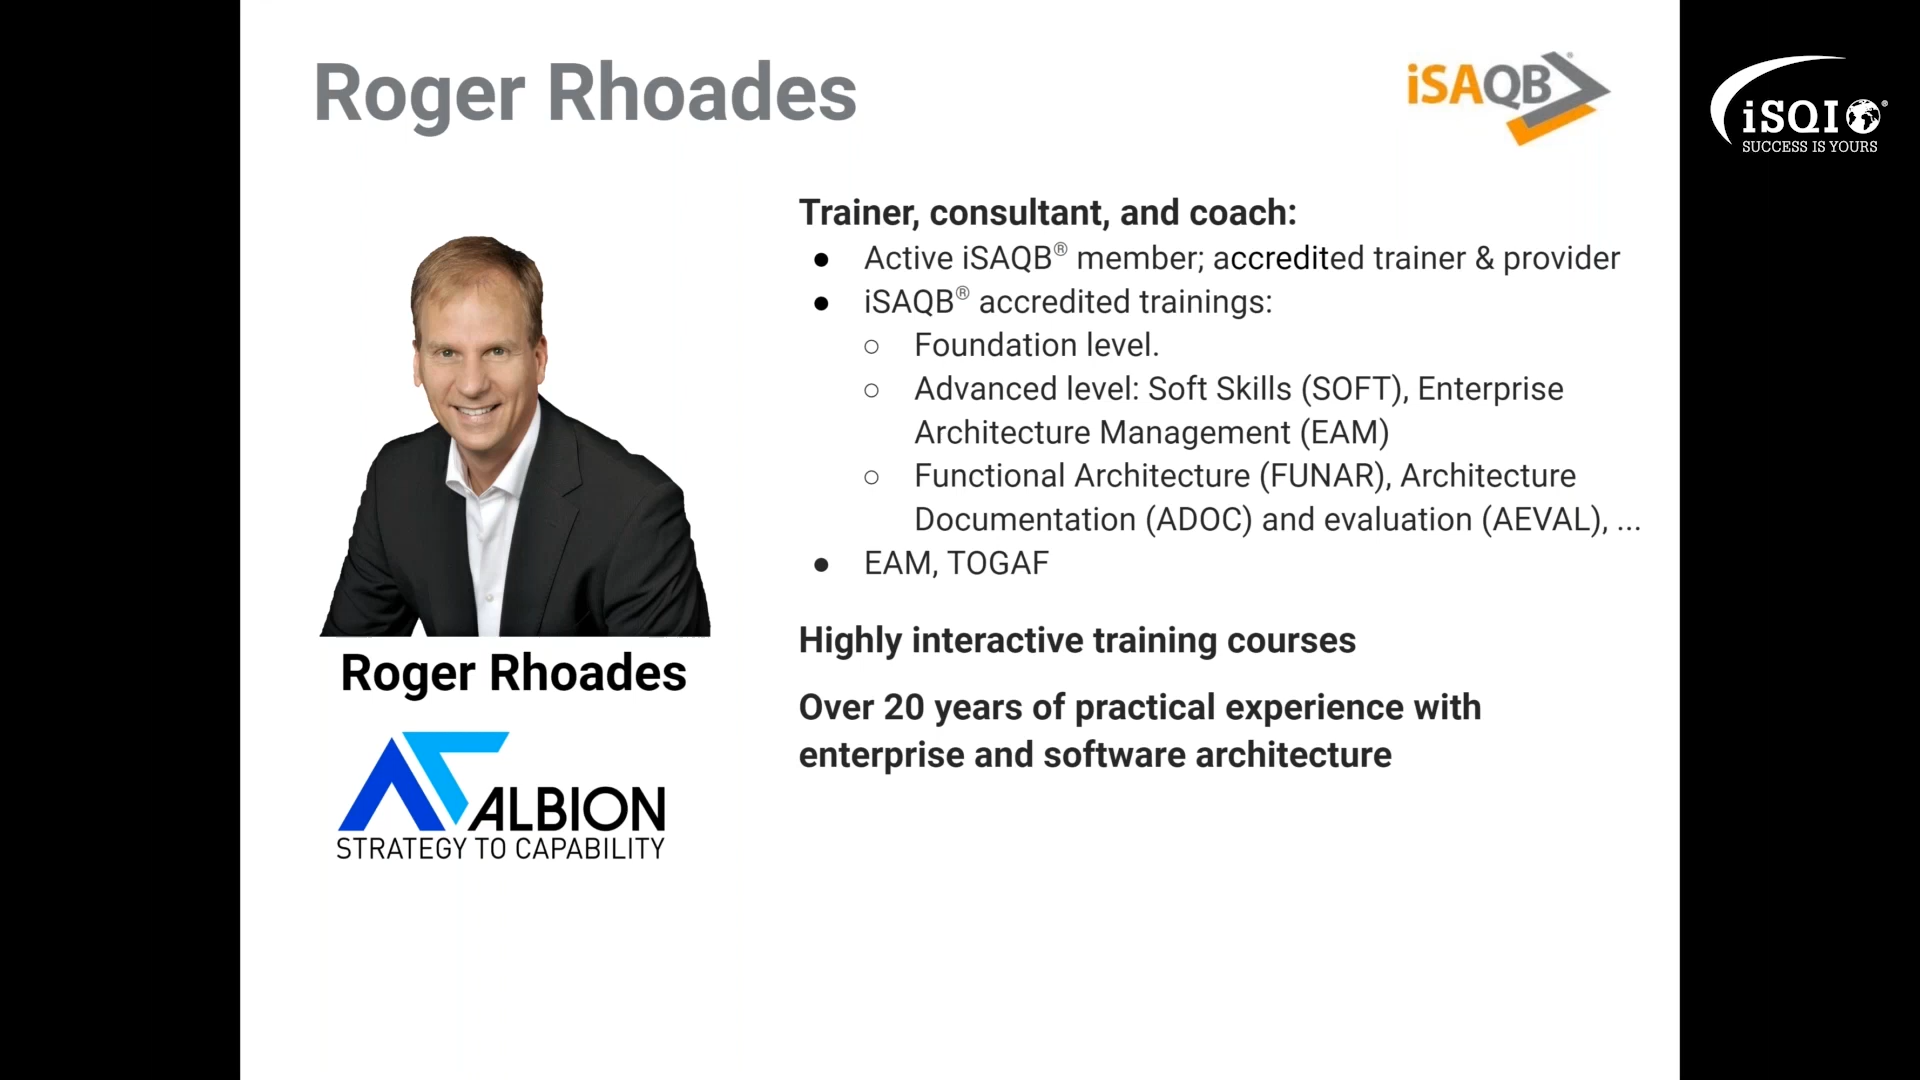 Roger Rhoades
iSAQB®
iSQI®
SUCCESS IS YOURS
Trainer, consultant, and coach:
● Active iSAQB® member; accredited trainer & provider
● iSAQB® accredited trainings:
○ Foundation level.
○ Advanced level: Soft Skills (SOFT), Enterprise
Architecture Management (EAM)
○ Functional Architecture (FUNAR), Architecture
Documentation (ADOC) and evaluation (AEVAL), ...
● EAM, TOGAF
Highly interactive training courses
Over 20 years of practical experience with
enterprise and software architecture
Roger Rhoades
ALBION
STRATEGY TO CAPABILITY